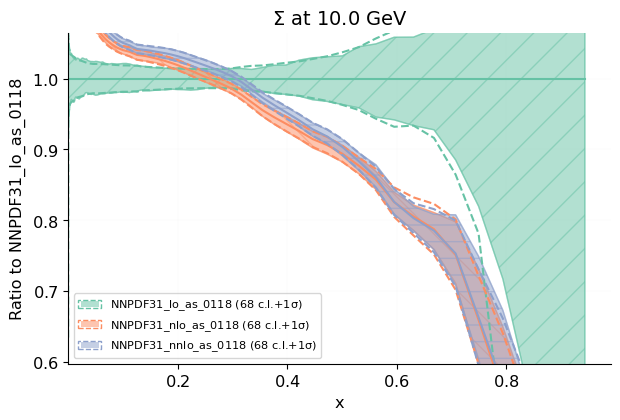 Σ at 10.0 GeV
Ratio to NNPDF31_lo_as_0118
1.0
0.9
0.8
0.7
0.6
NNPDF31_lo_as_0118 (68 c.l.+1σ)
NNPDF31_nlo_as_0118 (68 c.l.+1σ)
NNPDF31_nnlo_as_0118 (68 c.l.+1σ)
0.2 0.4 0.6 0.8
x